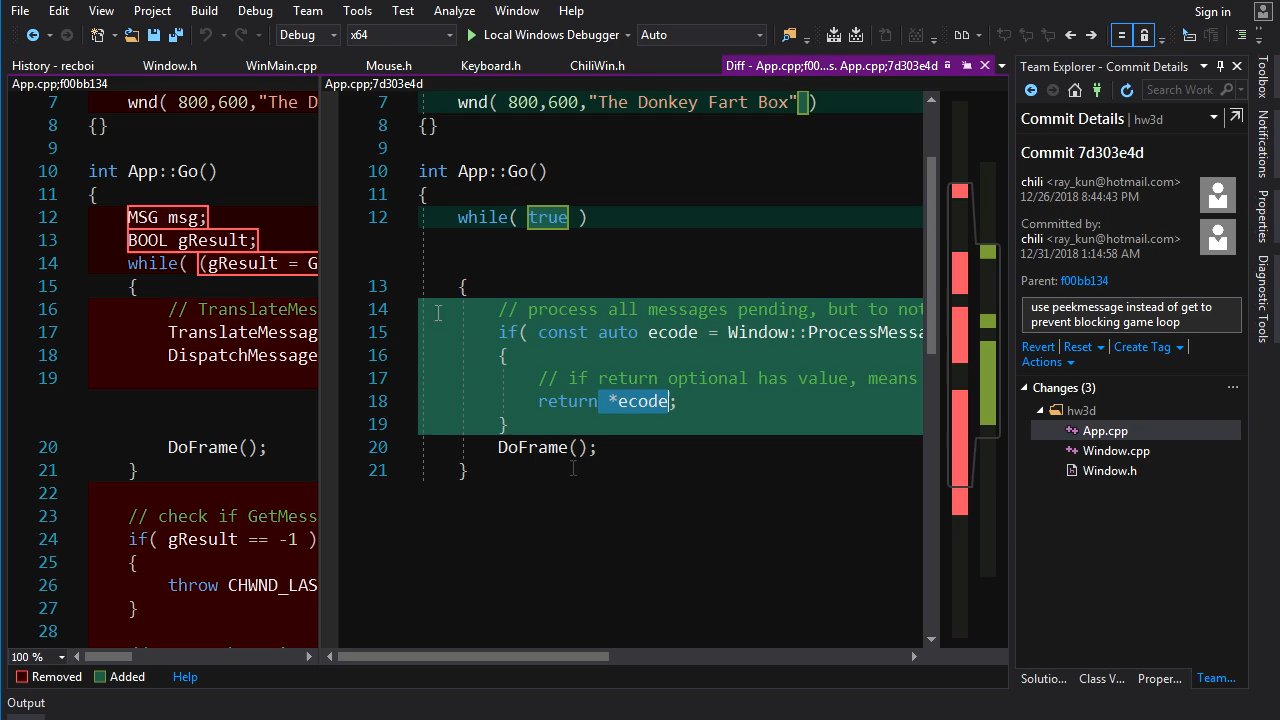 File Edit View Project Build Debug Team Tools Test Analyze Window Help Sign in
Debug x64 Local Windows Debugger Auto
History - recboi Window.h WinMain.cpp Mouse.h Keyboard.h ChiliWin.h Diff - App.cpp;f00...s. App.cpp;7d303e4d
App.cpp;f00bb134
7 wnd( 800,600,"The D
8 {}
9
10 int App::Go()
11 {
12 MSG msg;
13 BOOL gResult;
14 while( (gResult = G
15 {
16 // TranslateMes
17 TranslateMessag
18 DispatchMessage
19
20 DoFrame();
21 }
22
23 // check if GetMess
24 if( gResult == -1 )
25 {
26 throw CHWND_LAS
27 }
28
App.cpp;7d303e4d
7 wnd( 800,600,"The Donkey Fart Box" )
8 {}
9
10 int App::Go()
11 {
12 while( true )
13 {
14 // process all messages pending, but to not
15 if( const auto ecode = Window::ProcessMessa
16 {
17 // if return optional has value, means
18 return *ecode;
19 }
20 DoFrame();
21 }
100 %
Removed Added Help
Output
Team Explorer - Commit Details
Search Work
Commit Details | hw3d
Commit 7d303e4d
chili <ray_kun@hotmail.com>
12/26/2018 8:44:43 PM
Committed by:
chili <ray_kun@hotmail.com>
12/31/2018 1:14:58 AM
Parent: f00bb134
use peekmessage instead of get to
prevent blocking game loop
Revert Reset Create Tag
Actions
Changes (3)
hw3d
App.cpp
Window.cpp
Window.h
Solutio... Class V... Proper... Team...
Toolbox
Notifications
Properties
Diagnostic Tools